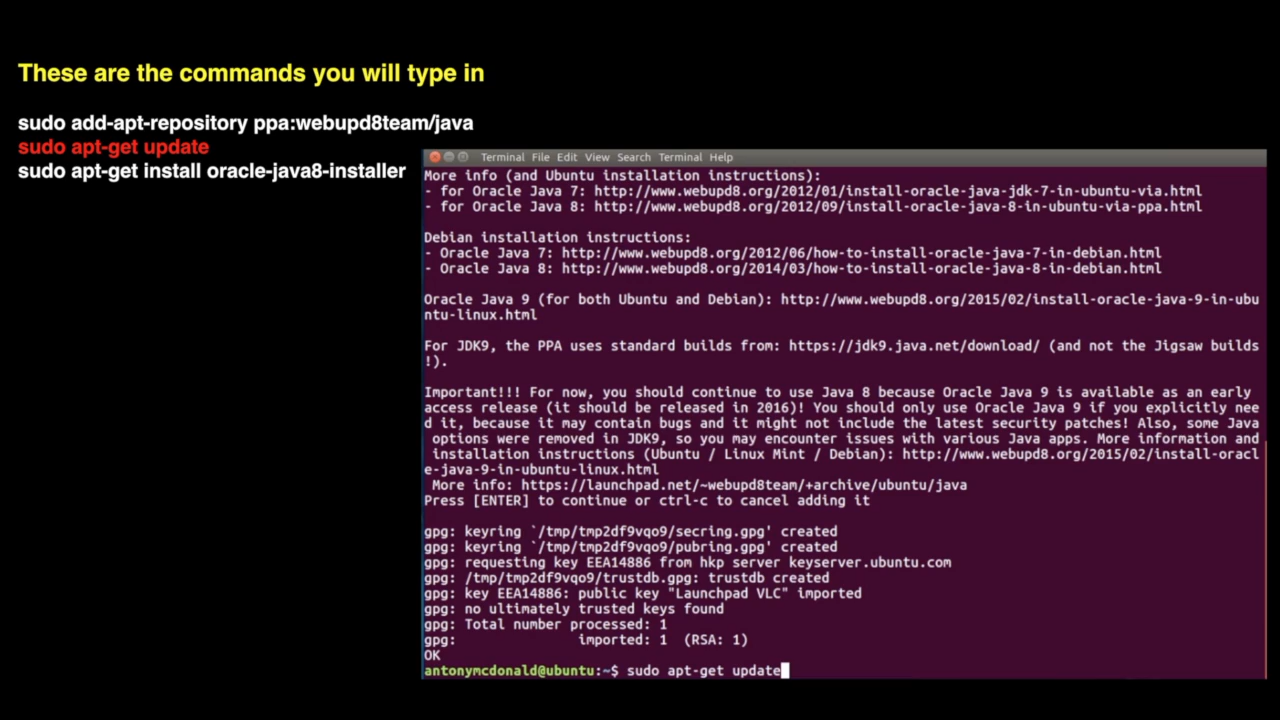 These are the commands you will type in
sudo add-apt-repository ppa:webupd8team/java
sudo apt-get update
sudo apt-get install oracle-java8-installer
Terminal File Edit View Search Terminal Help
More info (and Ubuntu installation instructions):
- for Oracle Java 7: http://www.webupd8.org/2012/01/install-oracle-java-jdk-7-in-ubuntu-via.html
- for Oracle Java 8: http://www.webupd8.org/2012/09/install-oracle-java-8-in-ubuntu-via-ppa.html
Debian installation instructions:
- Oracle Java 7: http://www.webupd8.org/2012/06/how-to-install-oracle-java-7-in-debian.html
- Oracle Java 8: http://www.webupd8.org/2014/03/how-to-install-oracle-java-8-in-debian.html
Oracle Java 9 (for both Ubuntu and Debian): http://www.webupd8.org/2015/02/install-oracle-java-9-in-ubu
ntu-linux.html
For JDK9, the PPA uses standard builds from: https://jdk9.java.net/download/ (and not the Jigsaw builds
!).
Important!!! For now, you should continue to use Java 8 because Oracle Java 9 is available as an early
access release (it should be released in 2016)! You should only use Oracle Java 9 if you explicitly nee
d it, because it may contain bugs and it might not include the latest security patches! Also, some Java
options were removed in JDK9, so you may encounter issues with various Java apps. More information and
installation instructions (Ubuntu / Linux Mint / Debian): http://www.webupd8.org/2015/02/install-oracl
e-java-9-in-ubuntu-linux.html
More info: https://launchpad.net/~webupd8team/+archive/ubuntu/java
Press [ENTER] to continue or ctrl-c to cancel adding it
gpg: keyring `/tmp/tmp2df9vqo9/secring.gpg' created
gpg: keyring `/tmp/tmp2df9vqo9/pubring.gpg' created
gpg: requesting key EEA14886 from hkp server keyserver.ubuntu.com
gpg: /tmp/tmp2df9vqo9/trustdb.gpg: trustdb created
gpg: key EEA14886: public key "Launchpad VLC" imported
gpg: no ultimately trusted keys found
gpg: Total number processed: 1
gpg: imported: 1 (RSA: 1)
OK
antonymcdonald@ubuntu:~$ sudo apt-get update